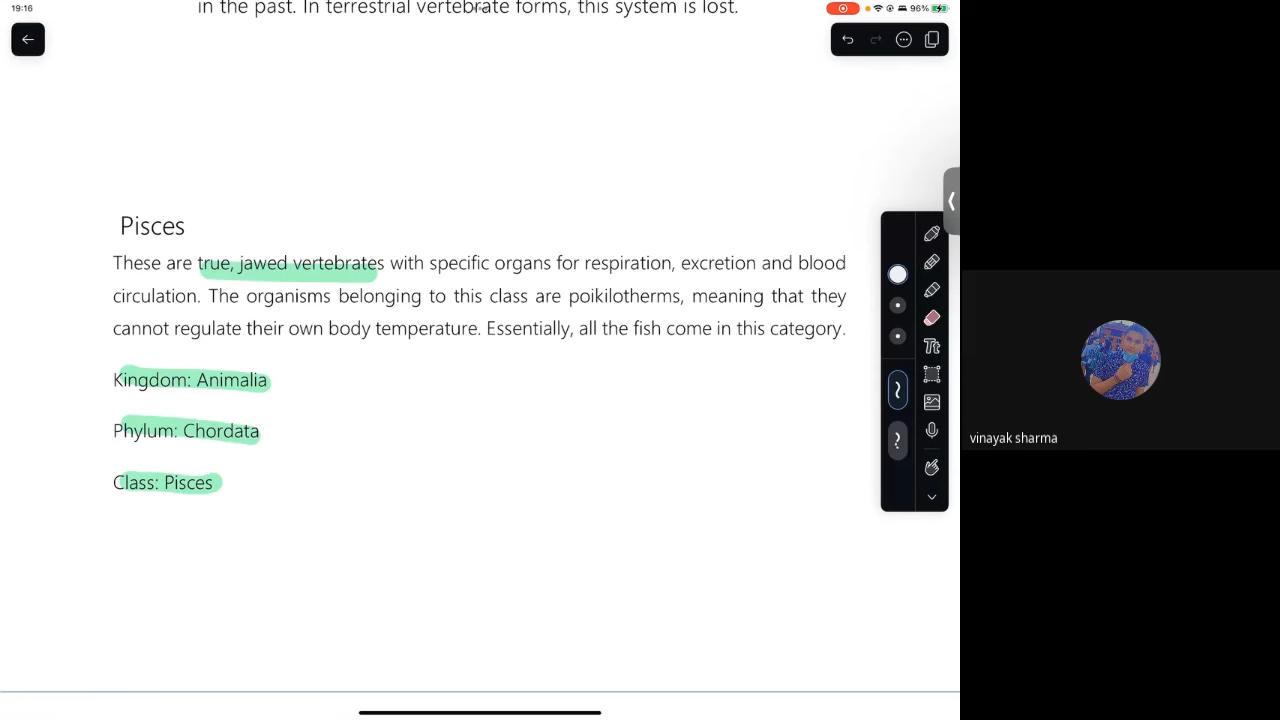 19:16
in the past. In terrestrial vertebrate forms, this system is lost.
96%
Pisces
These are true, jawed vertebrates with specific organs for respiration, excretion and blood
circulation. The organisms belonging to this class are poikilotherms, meaning that they
cannot regulate their own body temperature. Essentially, all the fish come in this category.
Kingdom: Animalia
Phylum: Chordata
Class: Pisces
Tt
vinayak sharma